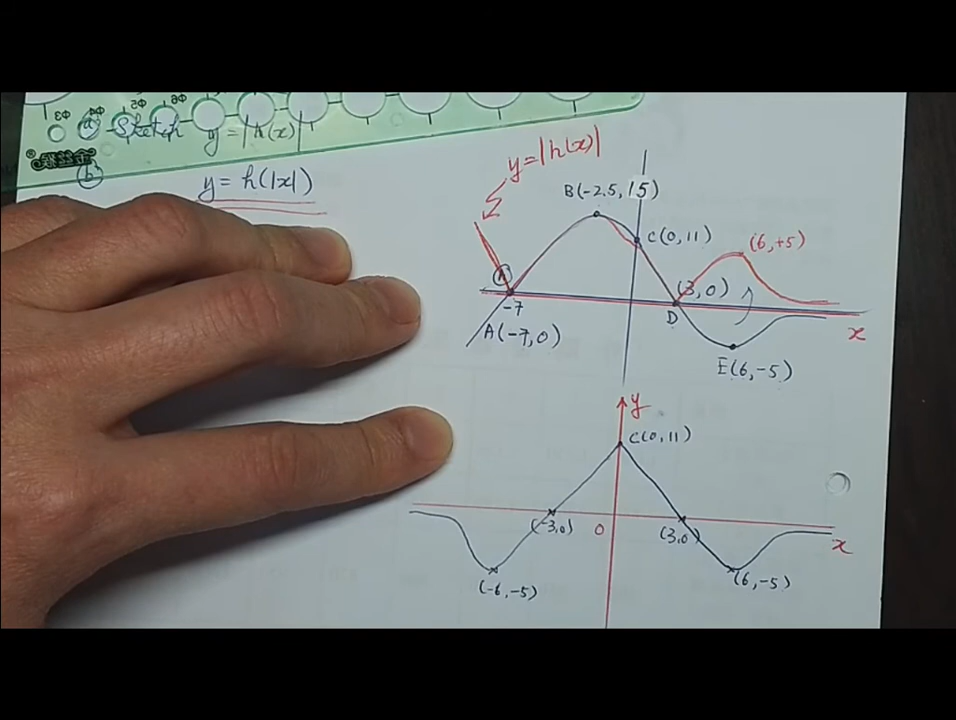 a) Sketch y = |h(x)|
b) y = h(|x|)
y=|h(x)|
B(-2.5, 15)
C(0, 11)
(6, +5)
(3, 0)
-7
D
A(-7, 0)
x
E(6, -5)
y
C(0, 11)
(-3, 0)
0
(3, 0)
x
(-6, -5)
(6, -5)